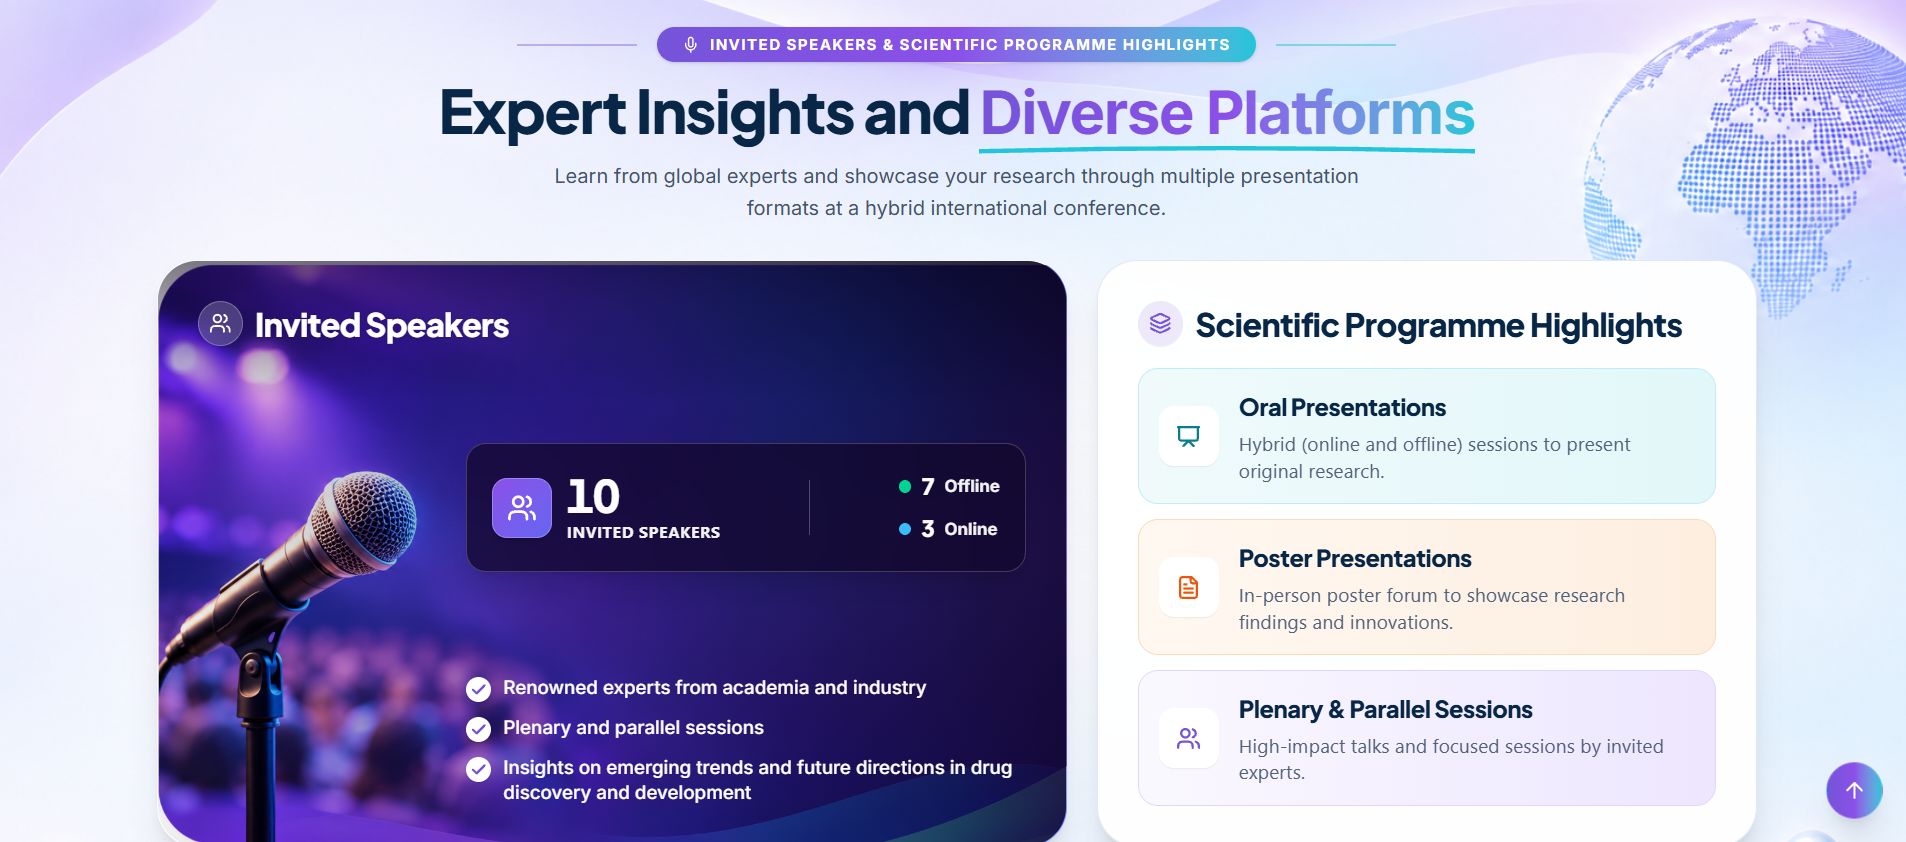 INVITED SPEAKERS & SCIENTIFIC PROGRAMME HIGHLIGHTS
Expert Insights and Diverse Platforms
Learn from global experts and showcase your research through multiple presentation
formats at a hybrid international conference.
Invited Speakers
10
INVITED SPEAKERS
7 Offline
3 Online
Renowned experts from academia and industry
Plenary and parallel sessions
Insights on emerging trends and future directions in drug
discovery and development
Scientific Programme Highlights
Oral Presentations
Hybrid (online and offline) sessions to present
original research.
Poster Presentations
In-person poster forum to showcase research
findings and innovations.
Plenary & Parallel Sessions
High-impact talks and focused sessions by invited
experts.